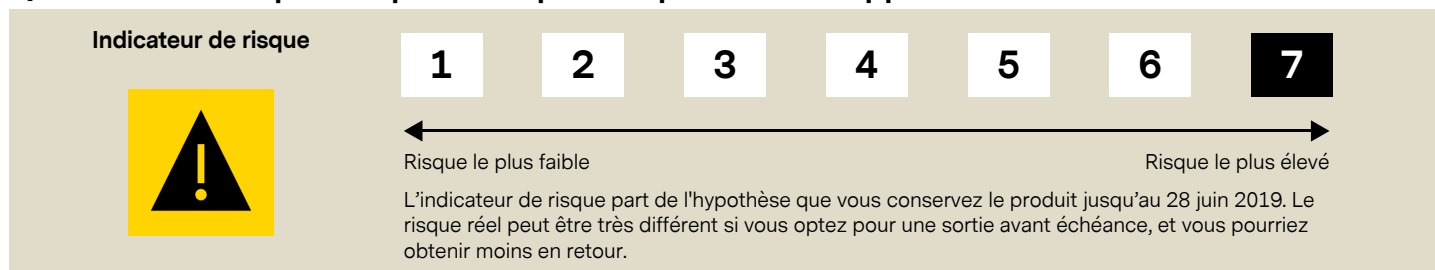 Indicateur de risque
1 2 3 4 5 6 7
Risque le plus faible Risque le plus élevé
L'indicateur de risque part de l'hypothèse que vous conservez le produit jusqu'au 28 juin 2019. Le
risque réel peut être très différent si vous optez pour une sortie avant échéance, et vous pourriez
obtenir moins en retour.